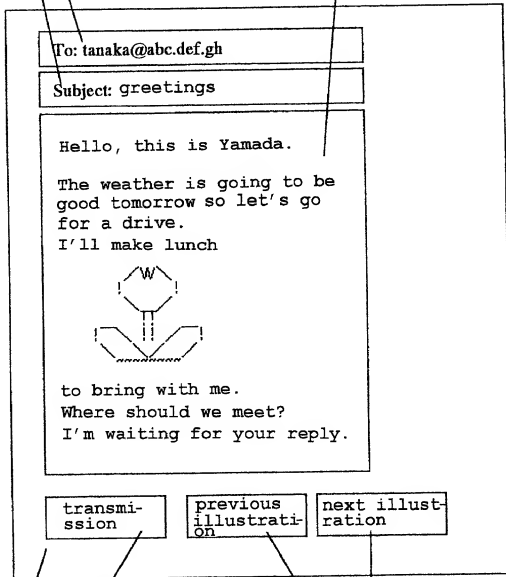 To: tanaka@abc.def.gh
Subject: greetings
Hello, this is Yamada.
The weather is going to be
good tomorrow so let's go
for a drive.
I'll make lunch
to bring with me.
Where should we meet?
I'm waiting for your reply.
transmi-
ssion
previous
illustrati-
on
next illust-
ration